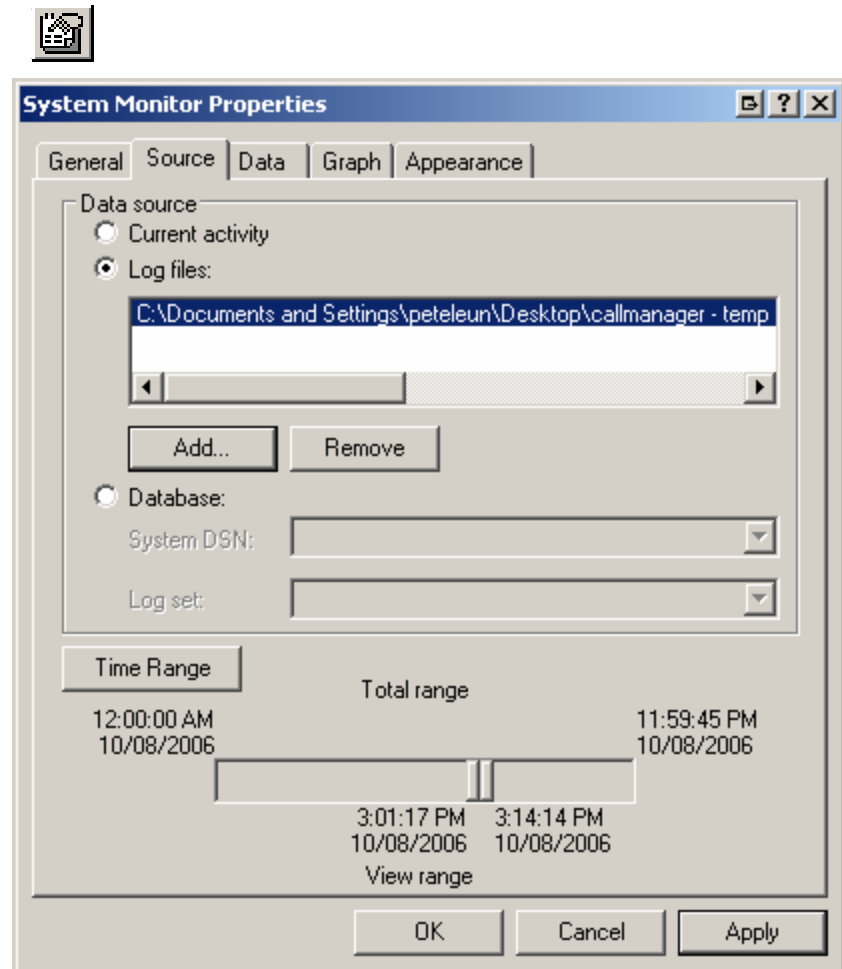 System Monitor Properties
General Source Data Graph Appearance
Data source
Current activity
Log files:
C:\Documents and Settings\peteleun\Desktop\callmanager - temp
Add... Remove
Database:
System DSN:
Log set:
Time Range
Total range
12:00:00 AM 11:59:45 PM
10/08/2006 10/08/2006
3:01:17 PM 3:14:14 PM
10/08/2006 10/08/2006
View range
OK Cancel Apply